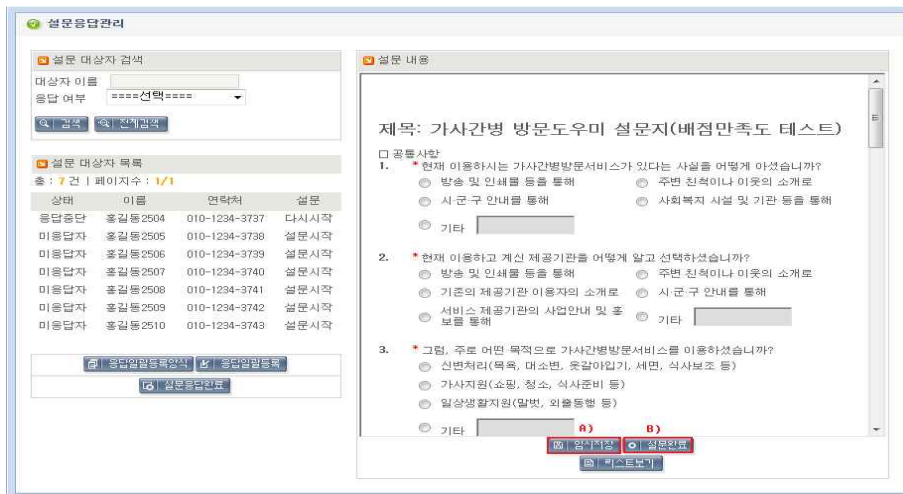 설문응답관리
설문 대상자 검색
대상자 이름
응답 여부 ====선택====
검색 전체검색
설문 대상자 목록
총 : 7 건 | 페이지수 : 1/1
상태 이름 연락처 설문
응답중단 홍길동2504 010-1234-3737 다시시작
미응답자 홍길동2505 010-1234-3738 설문시작
미응답자 홍길동2506 010-1234-3739 설문시작
미응답자 홍길동2507 010-1234-3740 설문시작
미응답자 홍길동2508 010-1234-3741 설문시작
미응답자 홍길동2509 010-1234-3742 설문시작
미응답자 홍길동2510 010-1234-3743 설문시작
응답일괄등록양식 응답일괄등록
설문응답완료
설문 내용
제목: 가사간병 방문도우미 설문지(배점만족도 테스트)
□ 공통사항
1. *현재 이용하시는 가사간병방문서비스가 있다는 사실을 어떻게 아셨습니까?
방송 및 인쇄물 등을 통해 주변 친척이나 이웃의 소개로
시·군·구 안내를 통해 사회복지 시설 및 기관 등을 통해
기타
2. *현재 이용하고 계신 제공기관을 어떻게 알고 선택하셨습니까?
방송 및 인쇄물 등을 통해 주변 친척이나 이웃의 소개로
기존의 제공기관 이용자의 소개로 시·군·구 안내를 통해
서비스 제공기관의 사업안내 및 홍
보를 통해 기타
3. *그럼, 주로 어떤 목적으로 가사간병방문서비스를 이용하셨습니까?
신변처리(목욕, 대소변, 옷갈아입기, 세면, 식사보조 등)
가사지원(쇼핑, 청소, 식사준비 등)
일상생활지원(말벗, 외출동행 등)
기타
A) B)
임시저장 설문완료
리스트보기